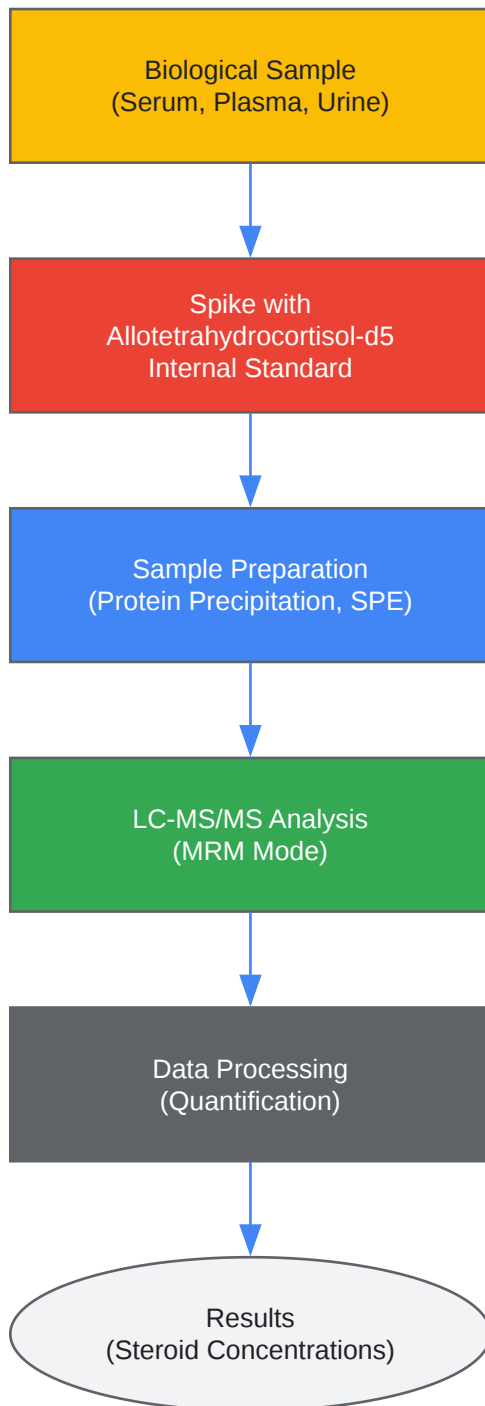 Biological Sample
(Serum, Plasma, Urine)
Spike with
Allotetrahydrocortisol-d5
Internal Standard
Sample Preparation
(Protein Precipitation, SPE)
LC-MS/MS Analysis
(MRM Mode)
Data Processing
(Quantification)
Results
(Steroid Concentrations)